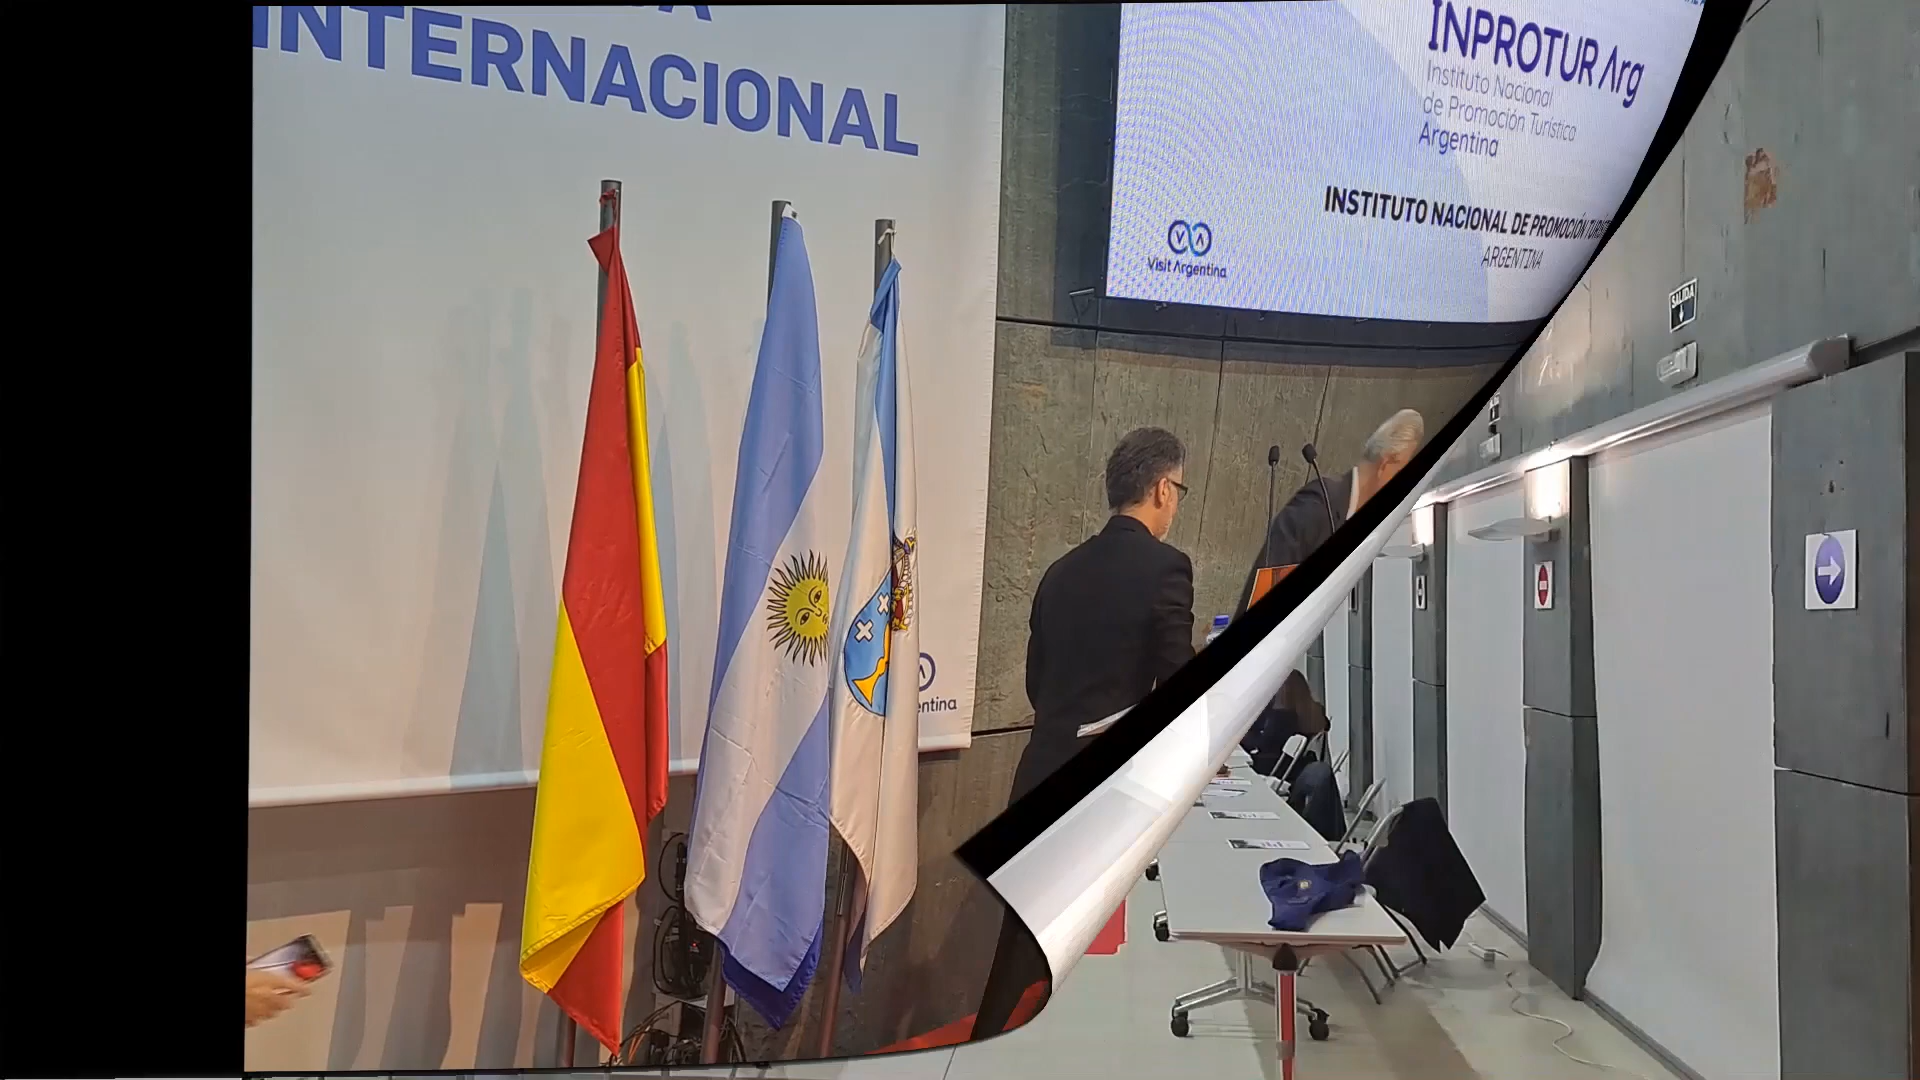 INTERNACIONAL
INPROTUR Arg
Instituto Nacional
de Promoción Turística
Argentina
INSTITUTO NACIONAL DE PROMOCIÓN
ARGENTINA
Visit Argentina
SALIDA
entina